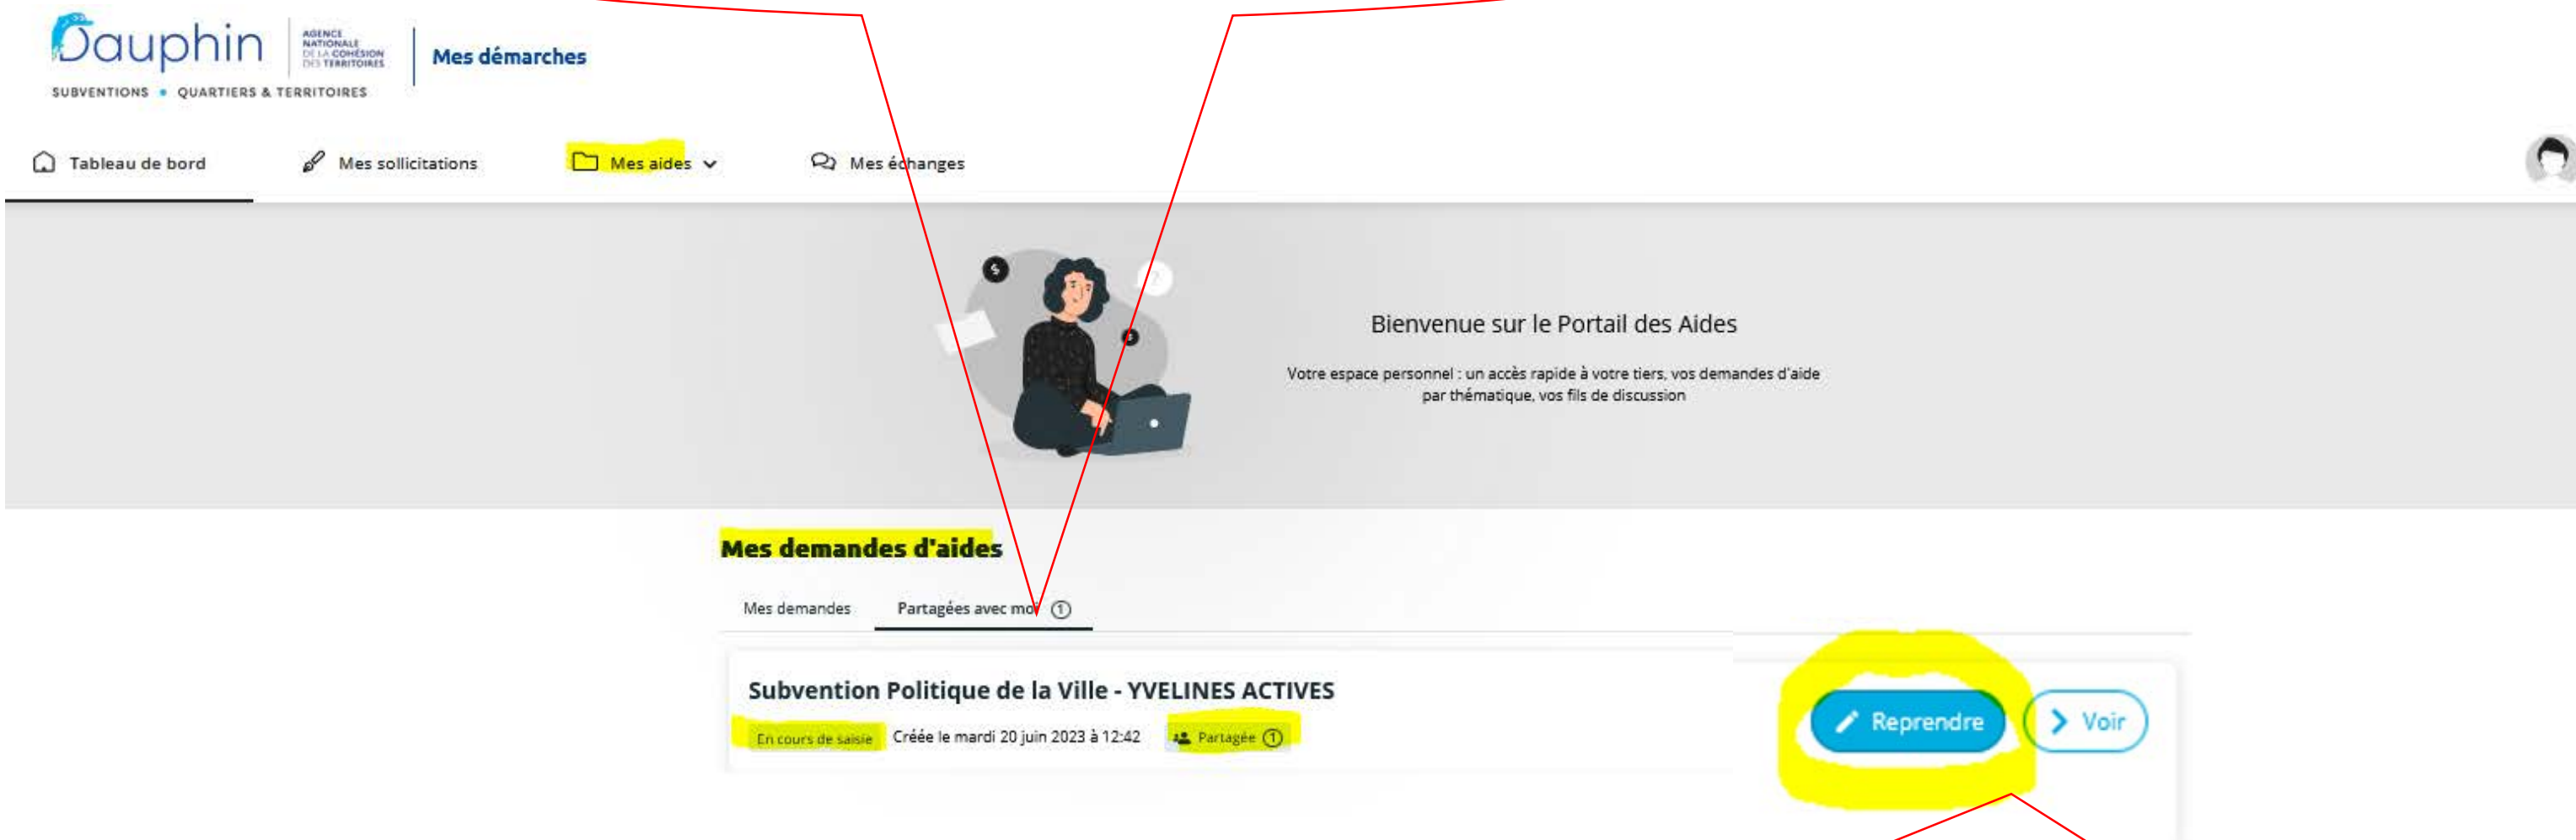 Dauphin
AGENCE
NATIONALE
DE LA COHÉSION
DES TERRITOIRES
Mes démarches
SUBVENTIONS • QUARTIERS & TERRITOIRES
Tableau de bord
Mes sollicitations
Mes aides
Mes échanges
Bienvenue sur le Portail des Aides
Votre espace personnel : un accès rapide à votre tiers, vos demandes d'aide
par thématique, vos fils de discussion
Mes demandes d'aides
Mes demandes
Partagées avec moi 1
Subvention Politique de la Ville - YVELINES ACTIVES
En cours de saisie Créée le mardi 20 juin 2023 à 12:42 Partagée 1
Reprendre
Voir